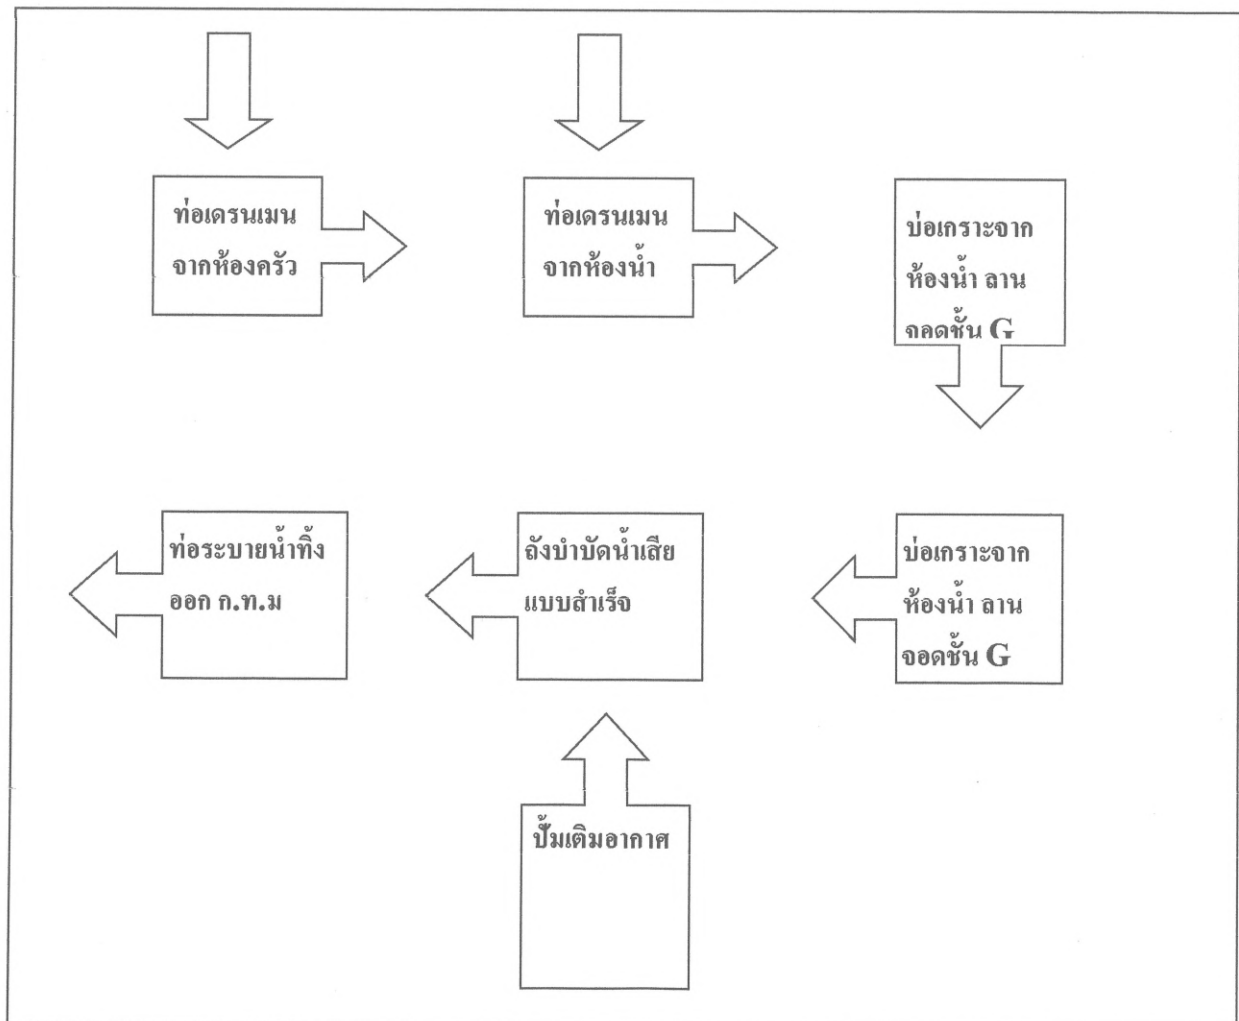 ท่อเดรนเมน
จากห้องครัว
ท่อเดรนเมน
จากห้องน้ำ
บ่อเกราะจาก
ห้องน้ำ ลาน
จอดชั้น G
ท่อระบายน้ำทิ้ง
ออก ก.ท.ม
ถังบำบัดน้ำเสีย
แบบสำเร็จ
บ่อเกราะจาก
ห้องน้ำ ลาน
จอดชั้น G
ปั้มเติมอากาศ